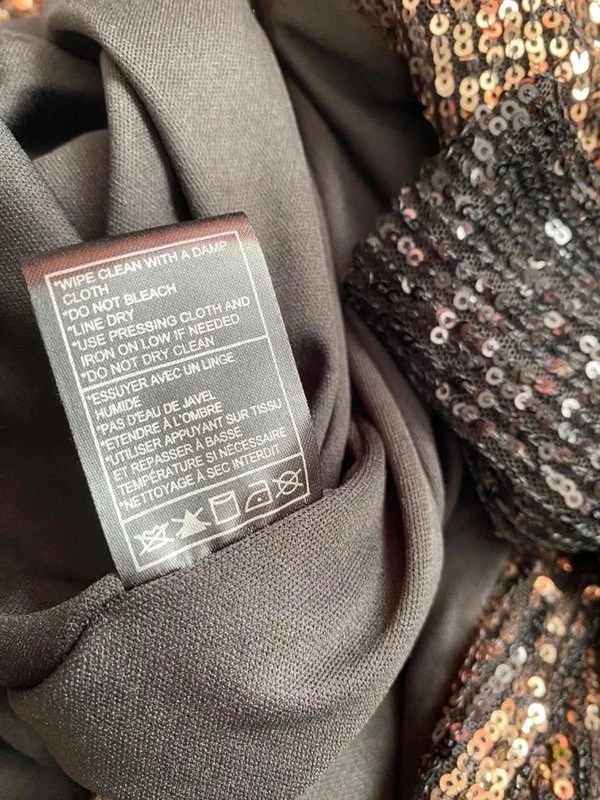 *WIPE CLEAN WITH A DAMP
CLOTH
*DO NOT BLEACH
*LINE DRY
*USE PRESSING CLOTH AND
IRON ON LOW IF NEEDED
*DO NOT DRY CLEAN
*ESSUYER AVEC UN LINGE
HUMIDE
*PAS D'EAU DE JAVEL
*ETENDRE À L'OMBRE
*UTILISER APPUYANT SUR TISSU
ET REPASSER À BASSE
TEMPÉRATURE SI NÉCESSAIRE
*NETTOYAGE À SEC INTERDIT